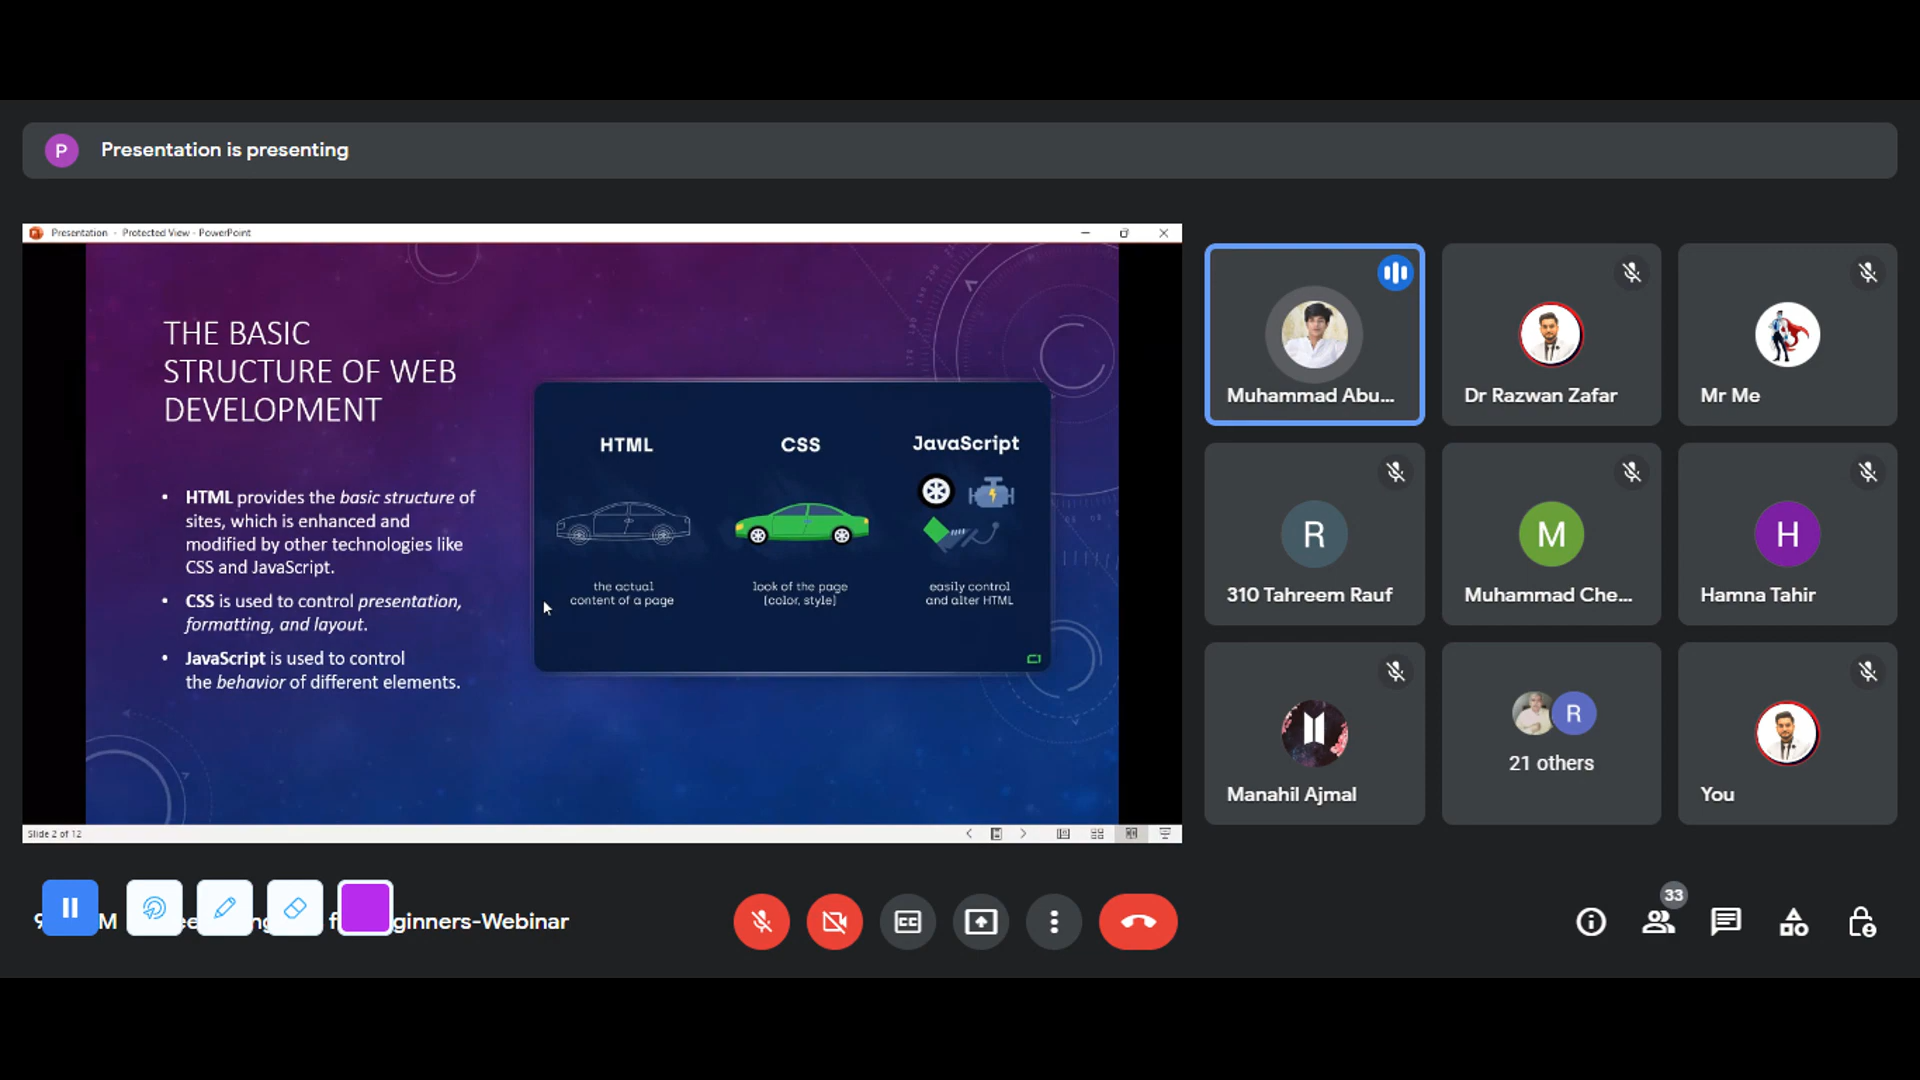 P Presentation is presenting
Presentation - Protected View - PowerPoint
THE BASIC
STRUCTURE OF WEB
DEVELOPMENT
• HTML provides the basic structure of
sites, which is enhanced and
modified by other technologies like
CSS and JavaScript.
• CSS is used to control presentation,
formatting, and layout.
• JavaScript is used to control
the behavior of different elements.
HTML
the actual
content of a page
CSS
look of the page
(color, style)
JavaScript
easily control
and alter HTML
Slide 2 of 12
Muhammad Abu...
Dr Razwan Zafar
Mr Me
R
310 Tahreem Rauf
M
Muhammad Che...
H
Hamna Tahir
Manahil Ajmal
R
21 others
You
ginners-Webinar
CC
33